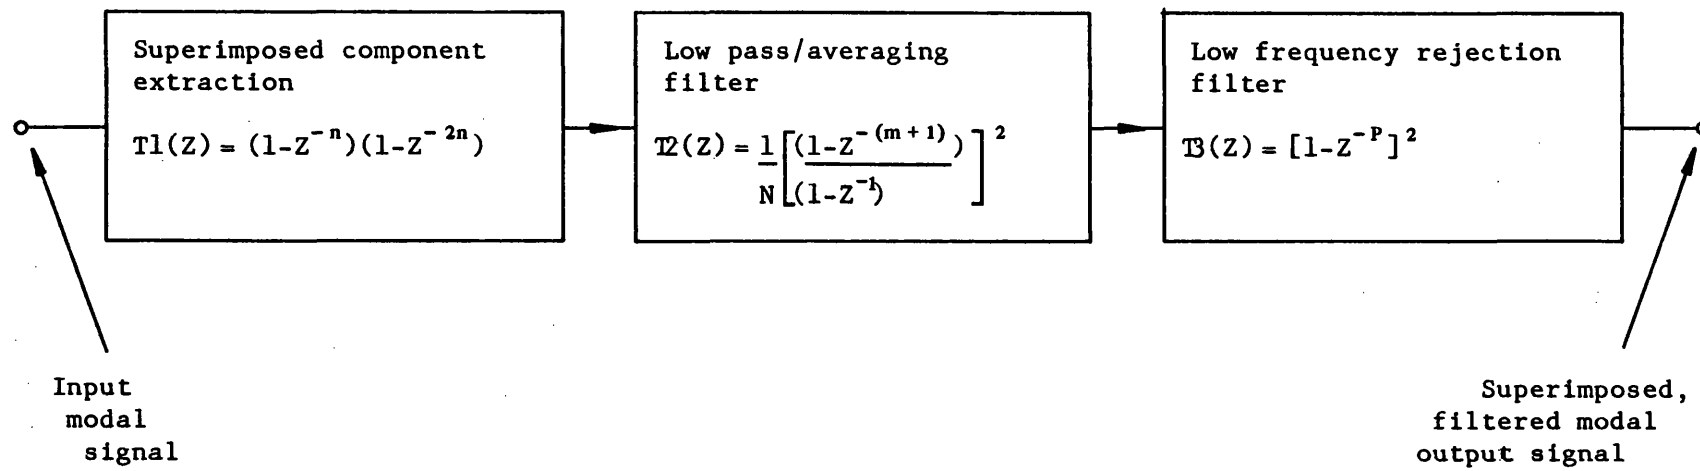 Superimposed component
extraction
T1(Z) = (1-Z^-n)(1-Z^-2n)
Low pass/averaging
filter
T2(Z) = 1/N [(1-Z^-(m + 1))/(1-Z^-1)]^2
Low frequency rejection
filter
T3(Z) = [1-Z^-P]^2
Input
modal
signal
Superimposed,
filtered modal
output signal